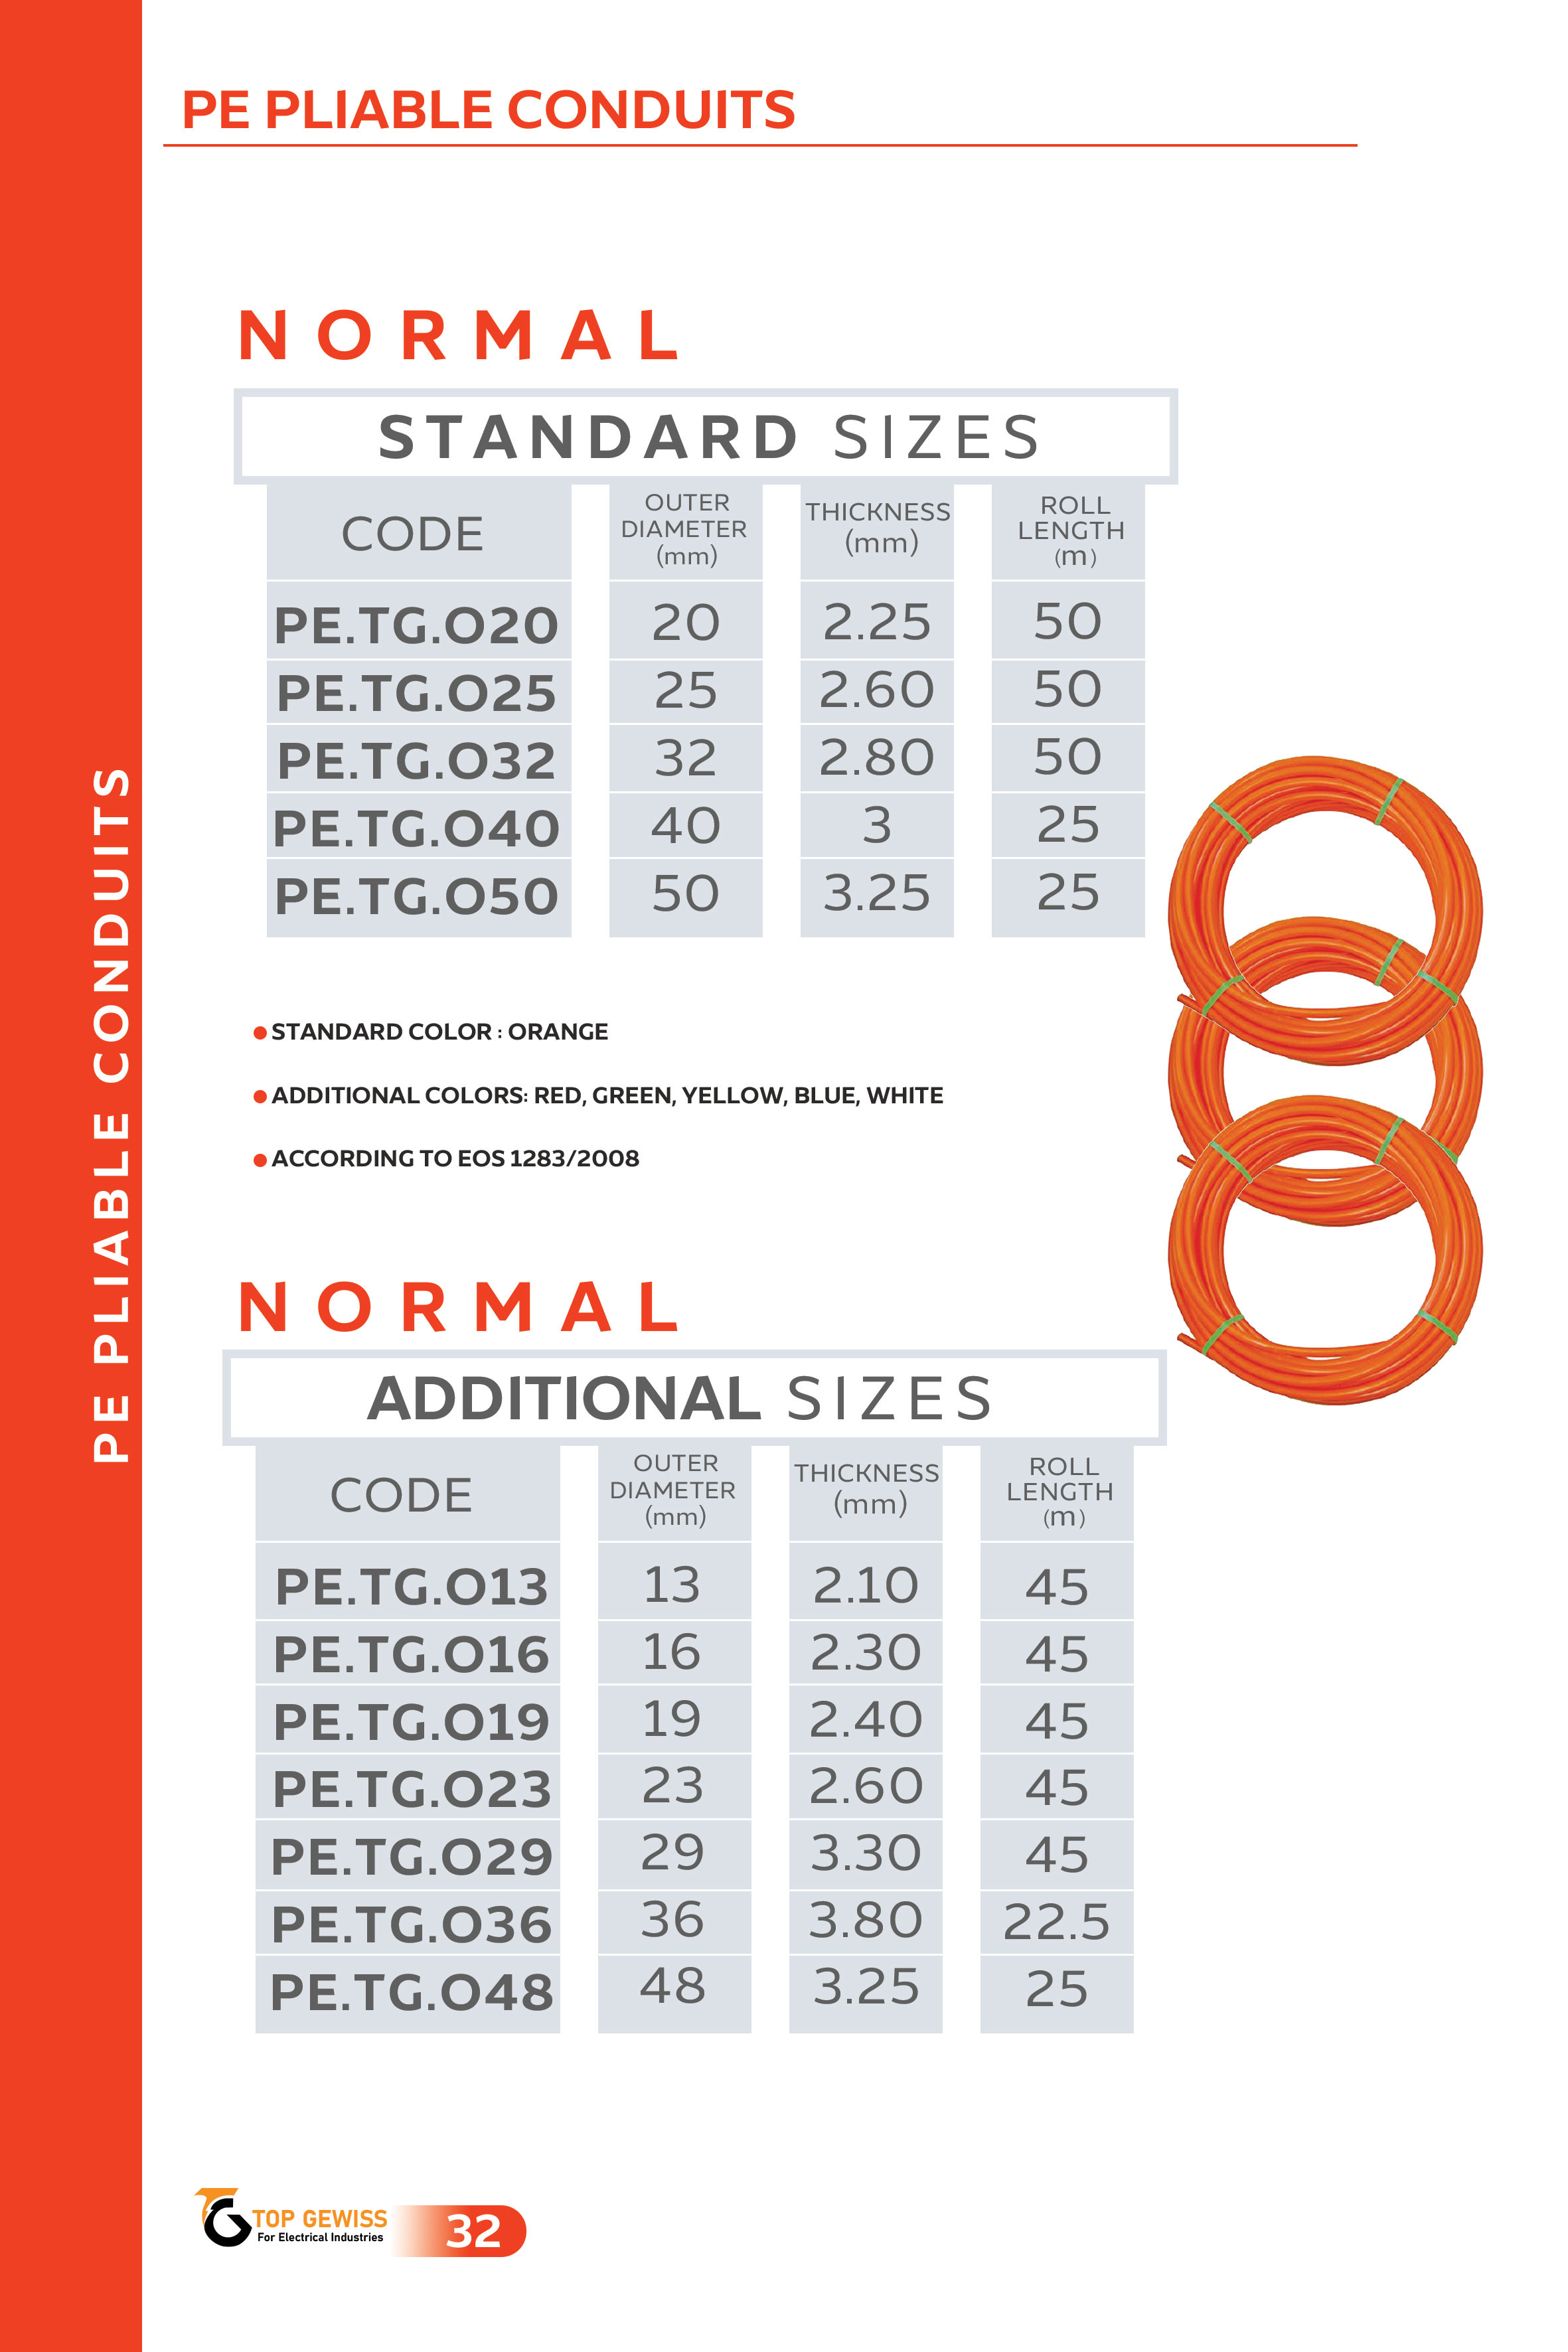 PE PLIABLE CONDUITS
PE PLIABLE CONDUITS
NORMAL
STANDARD SIZES
CODE OUTER DIAMETER (mm) THICKNESS (mm) ROLL LENGTH (m)
PE.TG.O20 20 2.25 50
PE.TG.O25 25 2.60 50
PE.TG.O32 32 2.80 50
PE.TG.O40 40 3 25
PE.TG.O50 50 3.25 25
STANDARD COLOR : ORANGE
ADDITIONAL COLORS: RED, GREEN, YELLOW, BLUE, WHITE
ACCORDING TO EOS 1283/2008
NORMAL
ADDITIONAL SIZES
CODE OUTER DIAMETER (mm) THICKNESS (mm) ROLL LENGTH (m)
PE.TG.O13 13 2.10 45
PE.TG.O16 16 2.30 45
PE.TG.O19 19 2.40 45
PE.TG.O23 23 2.60 45
PE.TG.O29 29 3.30 45
PE.TG.O36 36 3.80 22.5
PE.TG.O48 48 3.25 25
TOP GEWISS
For Electrical Industries
32